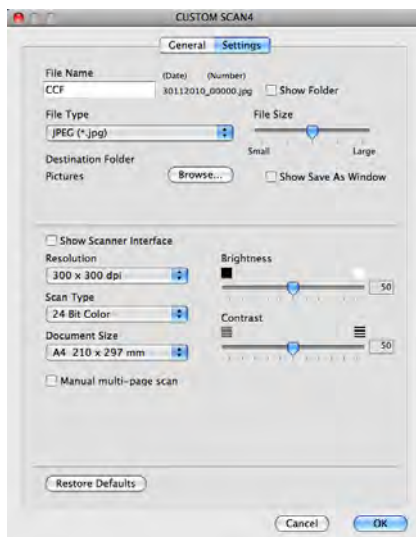 CUSTOM SCAN4
General Settings
File Name (Date) (Number)
CCF 30112010_00000.jpg Show Folder
File Type File Size
JPEG (*.jpg)
Small Large
Destination Folder
Pictures Browse... Show Save As Window
Show Scanner Interface
Resolution Brightness
300 x 300 dpi 50
Scan Type
24 Bit Color Contrast
Document Size
A4 210 x 297 mm 50
Manual multi-page scan
Restore Defaults
Cancel OK